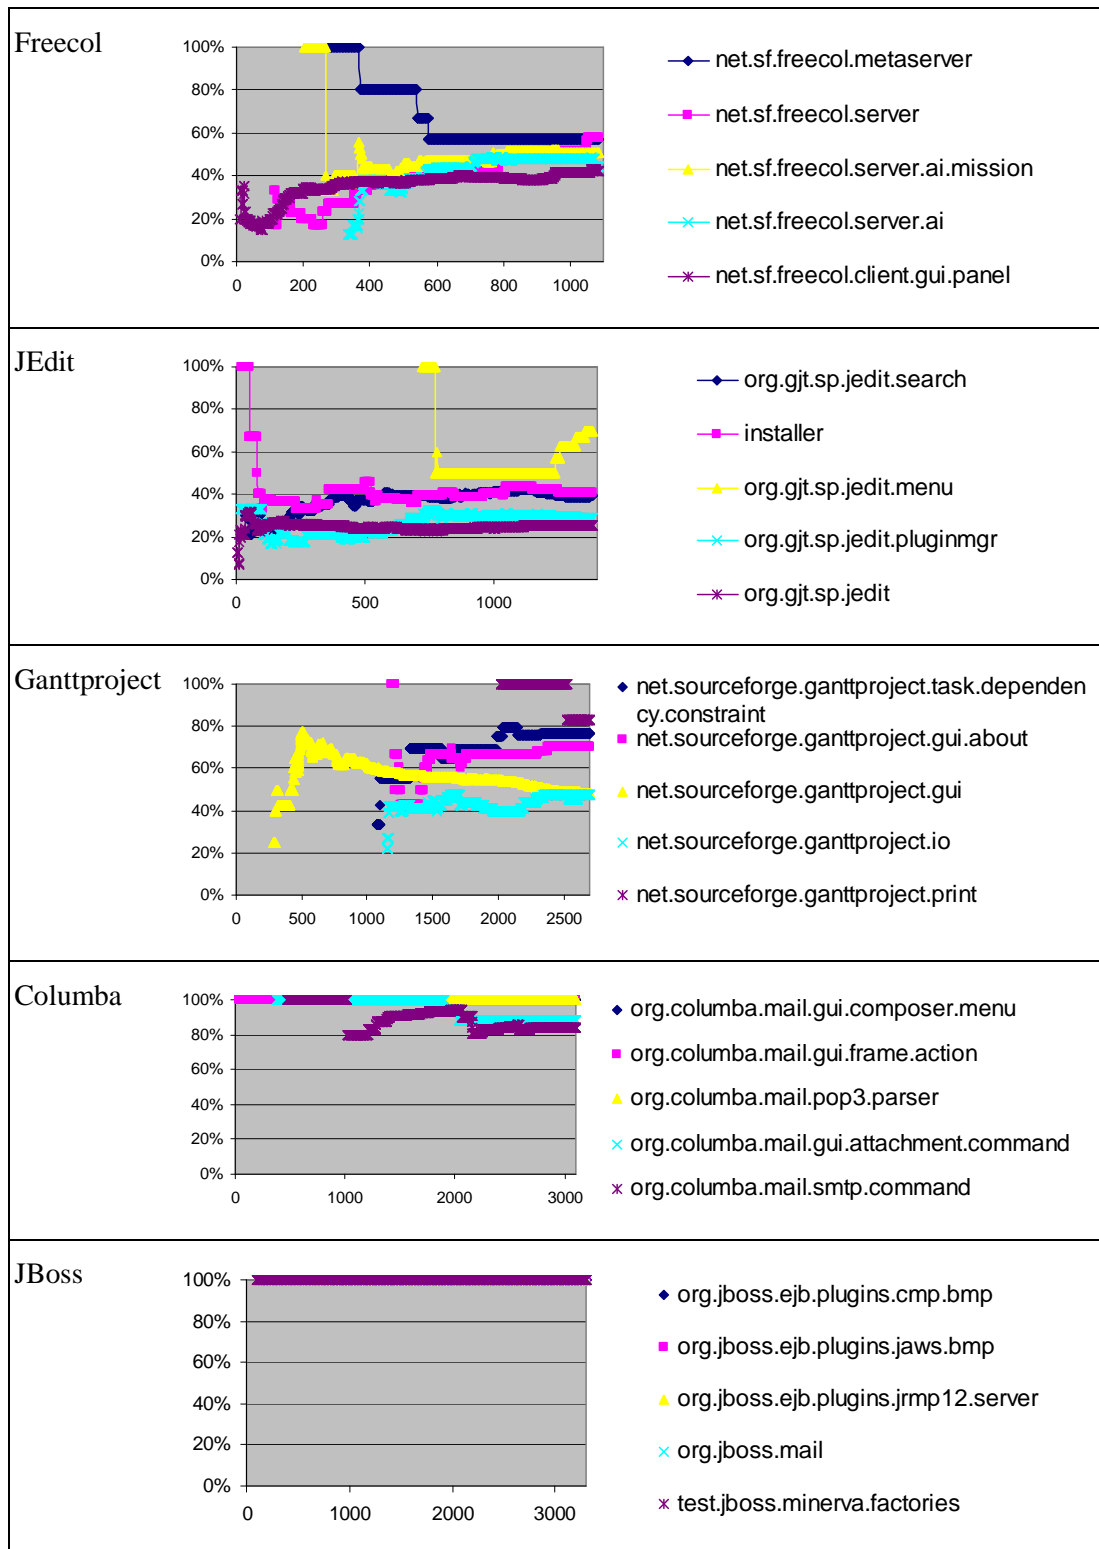 Freecol
100%
80%
60%
40%
20%
0%
0 200 400 600 800 1000
net.sf.freecol.metaserver
net.sf.freecol.server
net.sf.freecol.server.ai.mission
net.sf.freecol.server.ai
net.sf.freecol.client.gui.panel
JEdit
100%
80%
60%
40%
20%
0%
0 500 1000
org.gjt.sp.jedit.search
installer
org.gjt.sp.jedit.menu
org.gjt.sp.jedit.pluginmgr
org.gjt.sp.jedit
Ganttproject
100%
80%
60%
40%
20%
0%
0 500 1000 1500 2000 2500
net.sourceforge.ganttproject.task.dependen
cy.constraint
net.sourceforge.ganttproject.gui.about
net.sourceforge.ganttproject.gui
net.sourceforge.ganttproject.io
net.sourceforge.ganttproject.print
Columba
100%
80%
60%
40%
20%
0%
0 1000 2000 3000
org.columba.mail.gui.composer.menu
org.columba.mail.gui.frame.action
org.columba.mail.pop3.parser
org.columba.mail.gui.attachment.command
org.columba.mail.smtp.command
JBoss
100%
80%
60%
40%
20%
0%
0 1000 2000 3000
org.jboss.ejb.plugins.cmp.bmp
org.jboss.ejb.plugins.jaws.bmp
org.jboss.ejb.plugins.jrmp12.server
org.jboss.mail
test.jboss.minerva.factories